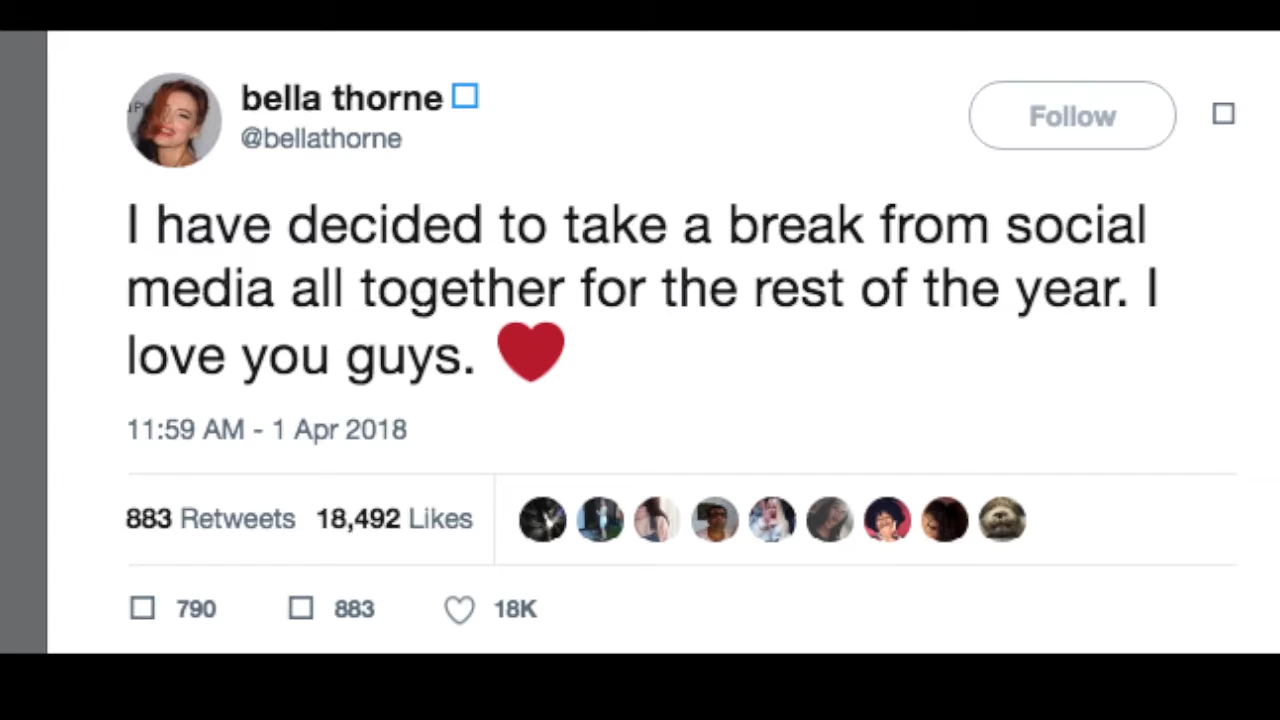 bella thorne
@bellathorne
Follow
I have decided to take a break from social
media all together for the rest of the year. I
love you guys. ❤
11:59 AM - 1 Apr 2018
883 Retweets 18,492 Likes
790 883 18K